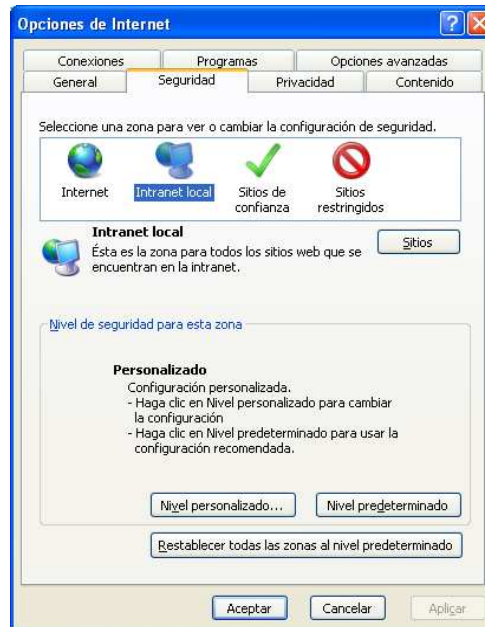 Opciones de Internet
Conexiones Programas Opciones avanzadas
General Seguridad Privacidad Contenido
Seleccione una zona para ver o cambiar la configuración de seguridad.
Internet Intranet local Sitios de confianza Sitios restringidos
Intranet local
Ésta es la zona para todos los sitios web que se
encuentran en la intranet.
Sitios
Nivel de seguridad para esta zona
Personalizado
Configuración personalizada.
- Haga clic en Nivel personalizado para cambiar
la configuración
- Haga clic en Nivel predeterminado para usar la
configuración recomendada.
Nivel personalizado... Nivel predeterminado
Restablecer todas las zonas al nivel predeterminado
Aceptar Cancelar Aplicar